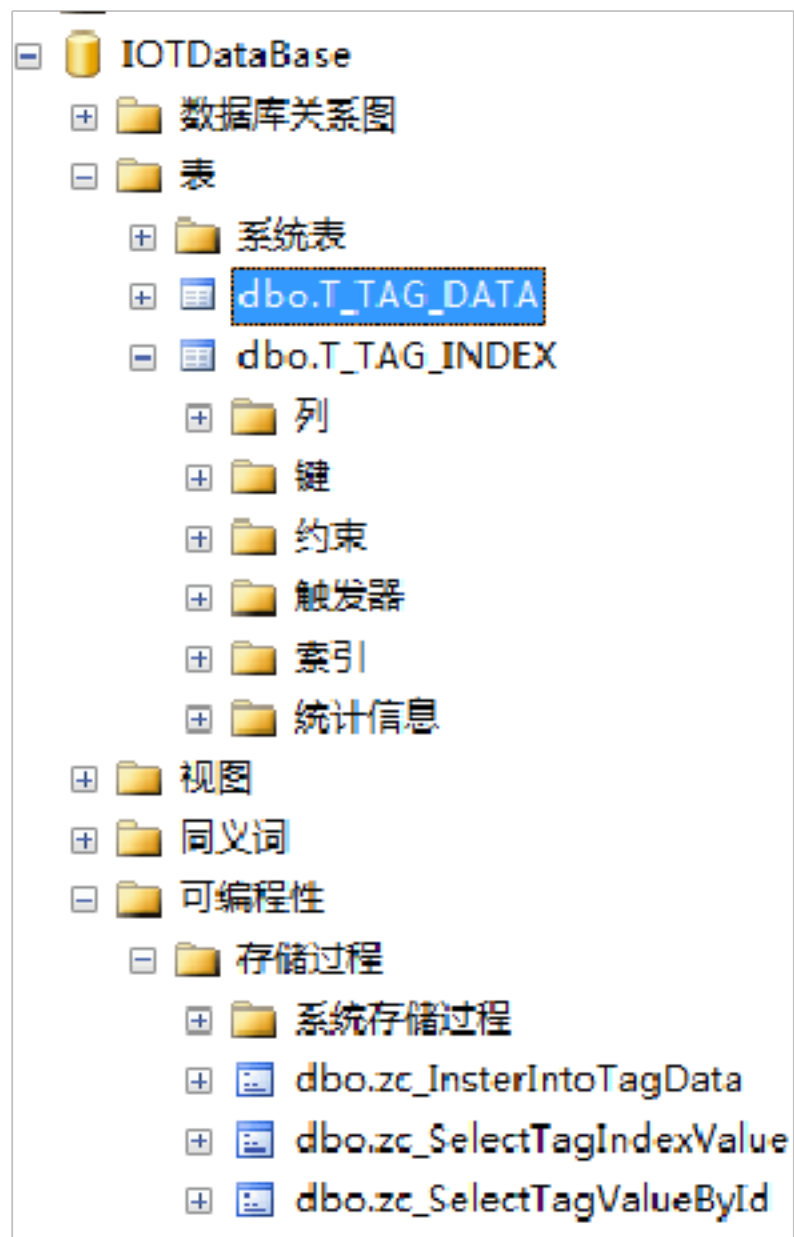 IOTDataBase
数据库关系图
表
系统表
dbo.T_TAG_DATA
dbo.T_TAG_INDEX
列
键
约束
触发器
索引
统计信息
视图
同义词
可编程性
存储过程
系统存储过程
dbo.zc_InsterIntoTagData
dbo.zc_SelectTagIndexValue
dbo.zc_SelectTagValueById